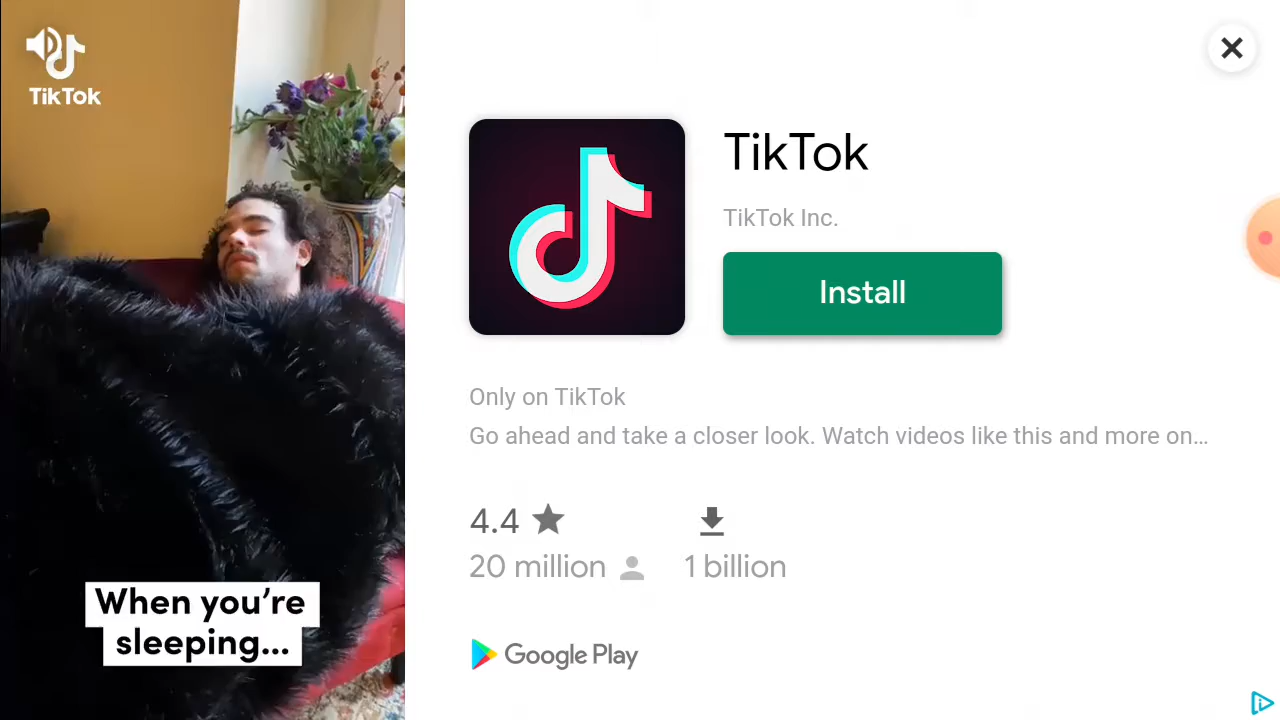 TikTok
When you're
sleeping...
TikTok
TikTok Inc.
Install
Only on TikTok
Go ahead and take a closer look. Watch videos like this and more on...
4.4
20 million
1 billion
Google Play